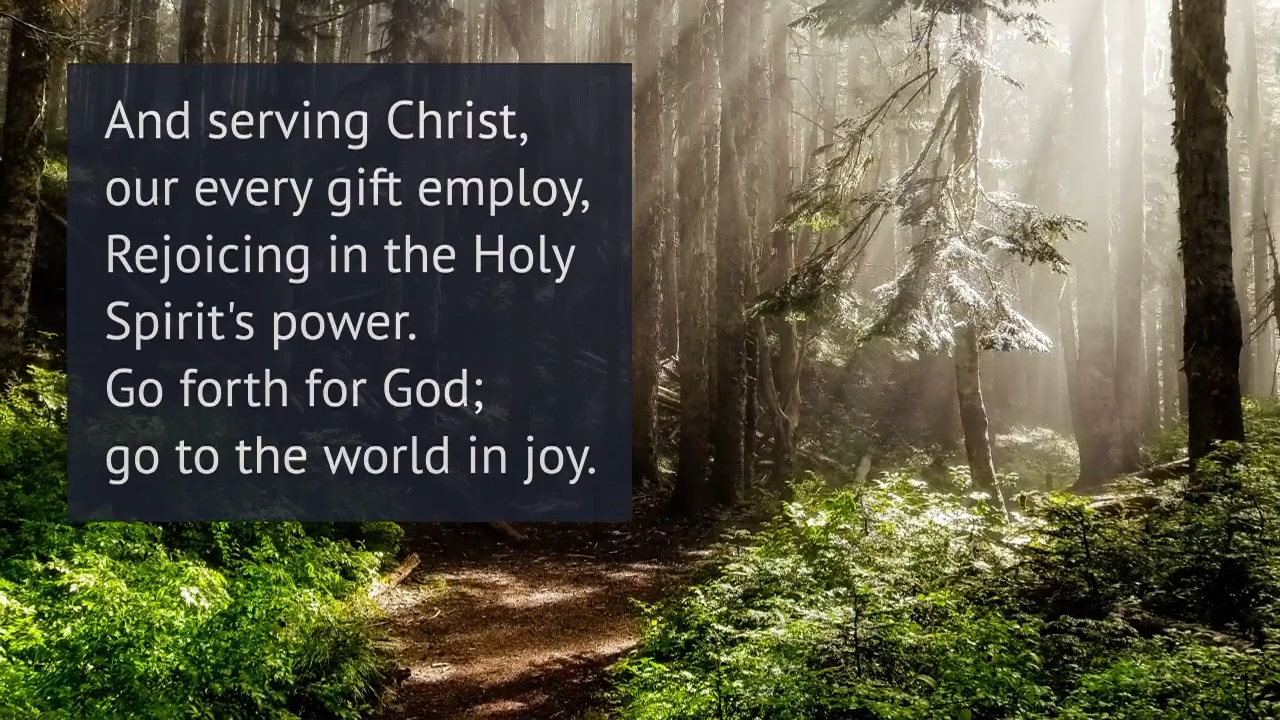 And serving Christ,
our every gift employ,
Rejoicing in the Holy
Spirit's power.
Go forth for God;
go to the world in joy.